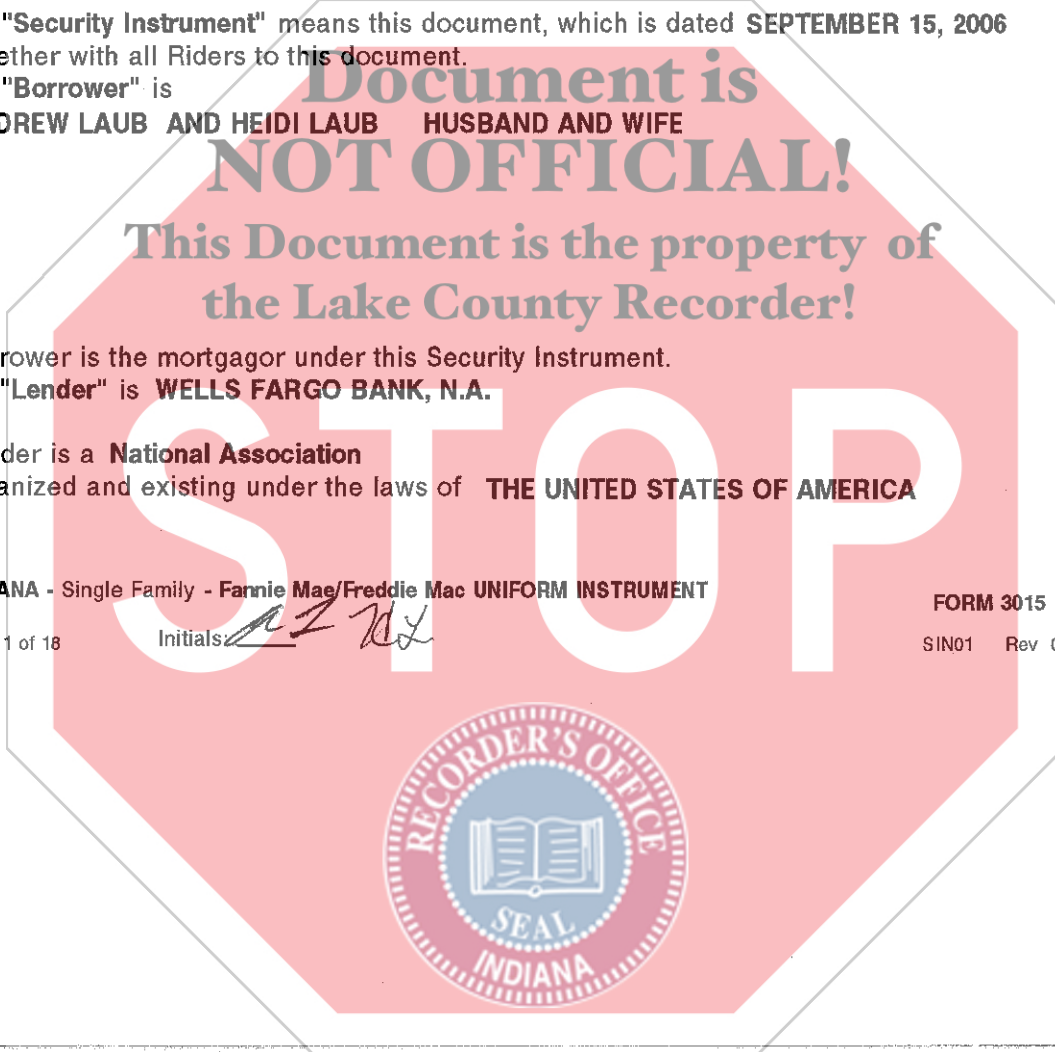 "Security Instrument" means this document, which is dated SEPTEMBER 15, 2006
ether with all Riders to this document.
Document is
"Borrower" is
DREW LAUB AND HEIDI LAUB HUSBAND AND WIFE
NOT OFFICIAL!
This Document is the property of
the Lake County Recorder!
rower is the mortgagor under this Security Instrument.
"Lender" is WELLS FARGO BANK, N.A.
STOP
der is a National Association
anized and existing under the laws of THE UNITED STATES OF AMERICA
ANA - Single Family - Fannie Mae/Freddie Mac UNIFORM INSTRUMENT
FORM 3015
1 of 18 Initials: AL HL
SIN01 Rev 0
RECORDER'S OFFICE
SEAL
INDIANA